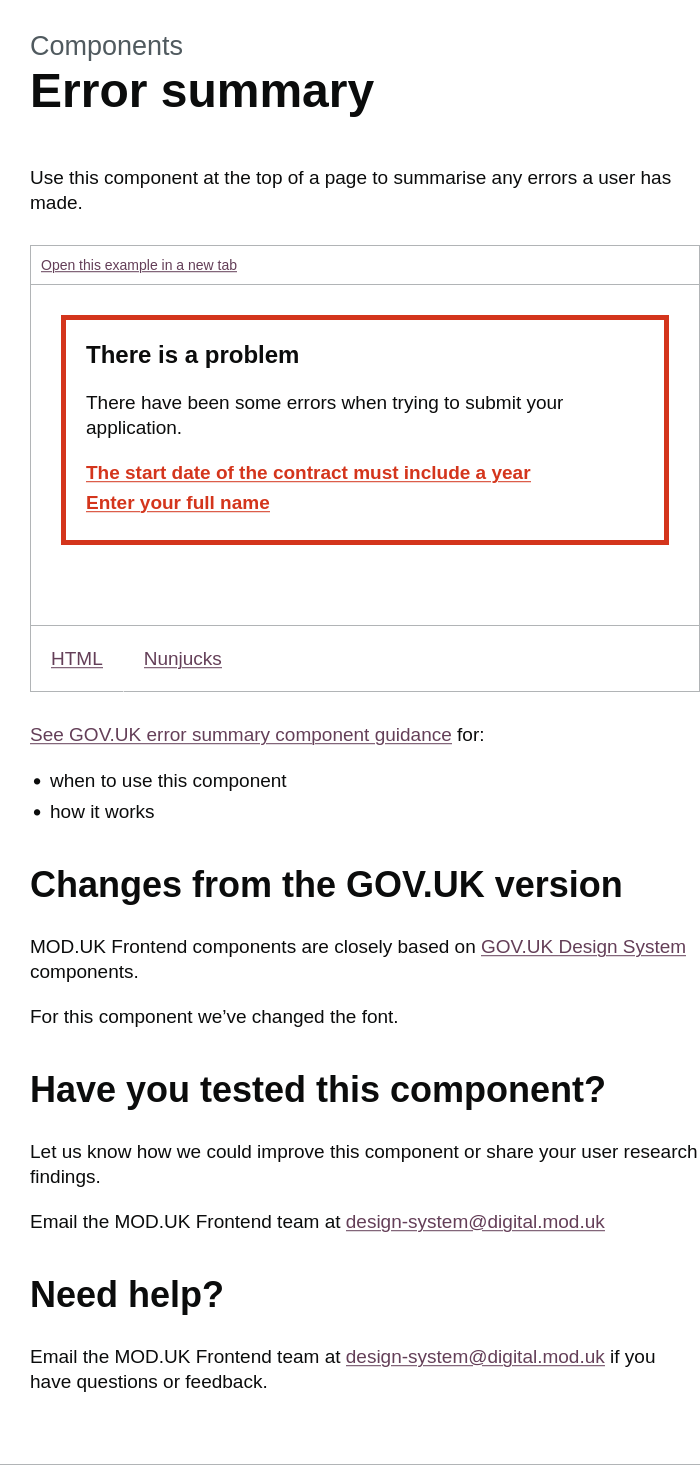 Components
Error summary
Use this component at the top of a page to summarise any errors a user has
made.
Open this example in a new tab
There is a problem
There have been some errors when trying to submit your
application.
The start date of the contract must include a year
Enter your full name
HTML Nunjucks
See GOV.UK error summary component guidance for:
• when to use this component
• how it works
Changes from the GOV.UK version
MOD.UK Frontend components are closely based on GOV.UK Design System
components.
For this component we’ve changed the font.
Have you tested this component?
Let us know how we could improve this component or share your user research
findings.
Email the MOD.UK Frontend team at design-system@digital.mod.uk
Need help?
Email the MOD.UK Frontend team at design-system@digital.mod.uk if you
have questions or feedback.